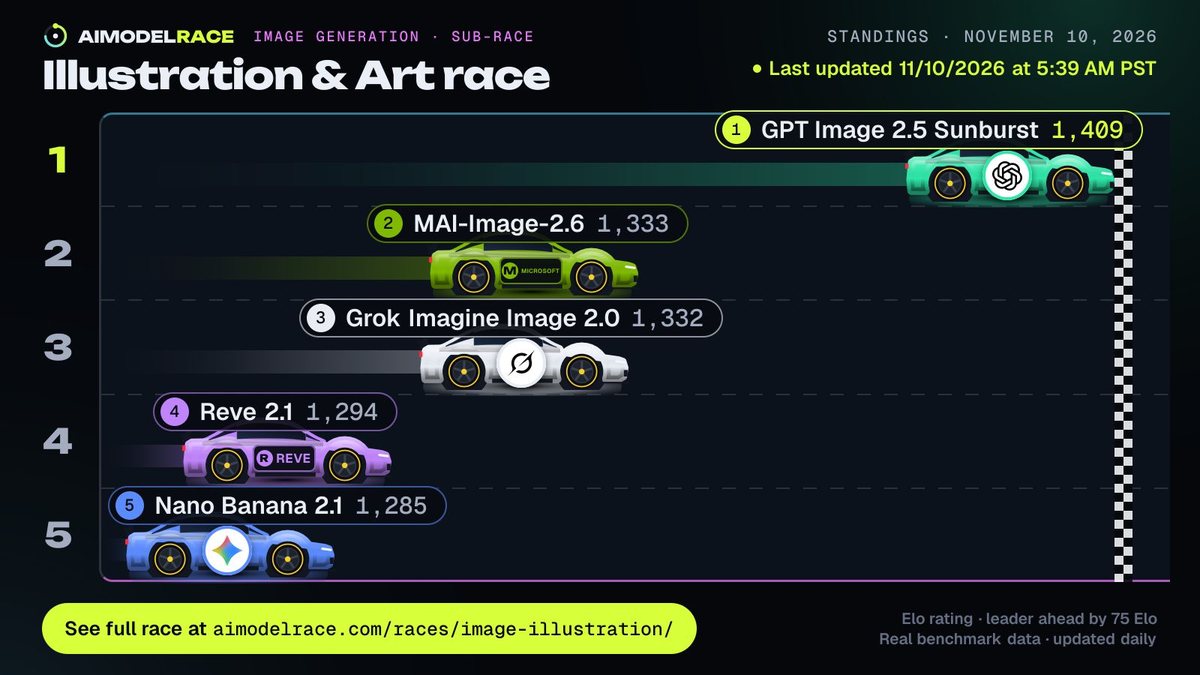 AIMODELRACE IMAGE GENERATION · SUB-RACE
STANDINGS · NOVEMBER 10, 2026
Illustration & Art race
• Last updated 11/10/2026 at 5:39 AM PST
1
1 GPT Image 2.5 Sunburst 1,409
2
2 MAI-Image-2.6 1,333
M MICROSOFT
3
3 Grok Imagine Image 2.0 1,332
4
4 Reve 2.1 1,294
R REVE
5
5 Nano Banana 2.1 1,285
See full race at aimodelrace.com/races/image-illustration/
Elo rating · leader ahead by 75 Elo
Real benchmark data · updated daily